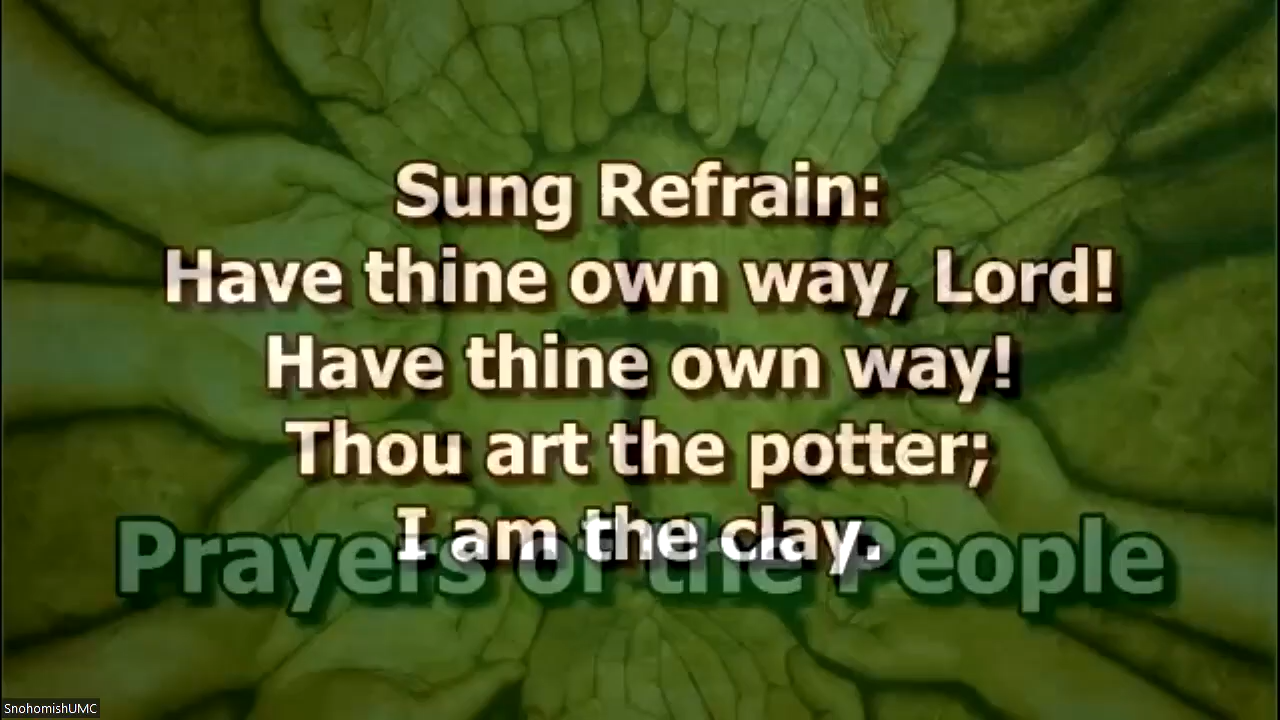 Sung Refrain:
Have thine own way, Lord!
Have thine own way!
Thou art the potter;
I am the clay.
Prayers of the People
SnohomishUMC